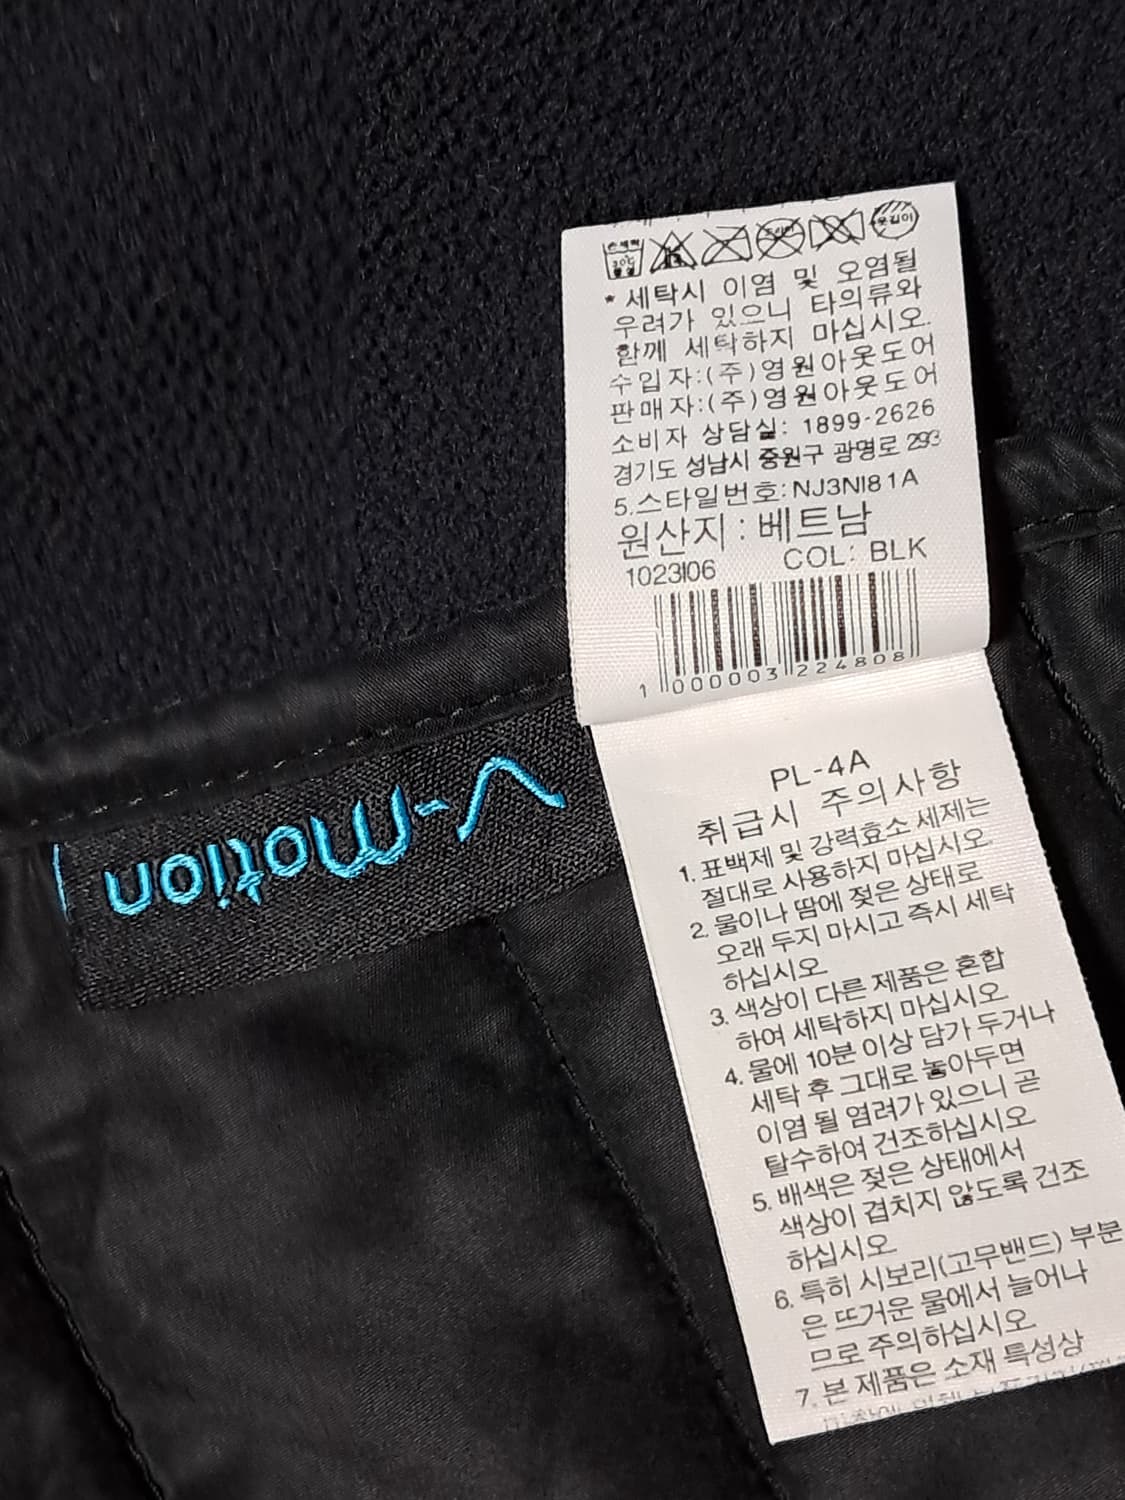 손세탁
30℃
중성
드라이
옷걸이
* 세탁시 이염 및 오염될
우려가 있으니 타의류와
함께 세탁하지 마십시오.
수입자:(주)영원아웃도어
판매자:(주)영원아웃도어
소비자 상담실: 1899-2626
경기도 성남시 중원구 광명로 293
5.스타일번호:NJ3NI81A
원산지 : 베트남
1023I06 COL: BLK
1 000003 224808
V-Motion
PL-4A
취급시 주의사항
1. 표백제 및 강력효소 세제는
절대로 사용하지 마십시오.
2. 물이나 땀에 젖은 상태로
오래 두지 마시고 즉시 세탁
하십시오.
3. 색상이 다른 제품은 혼합
하여 세탁하지 마십시오.
4. 물에 10분 이상 담가 두거나
세탁 후 그대로 놓아두면
이염 될 염려가 있으니 곧
탈수하여 건조하십시오.
5. 배색은 젖은 상태에서
색상이 겹치지 않도록 건조
하십시오.
6. 특히 시보리(고무밴드) 부분
은 뜨거운 물에서 늘어나
므로 주의하십시오.
7. 본 제품은 소재 특성상